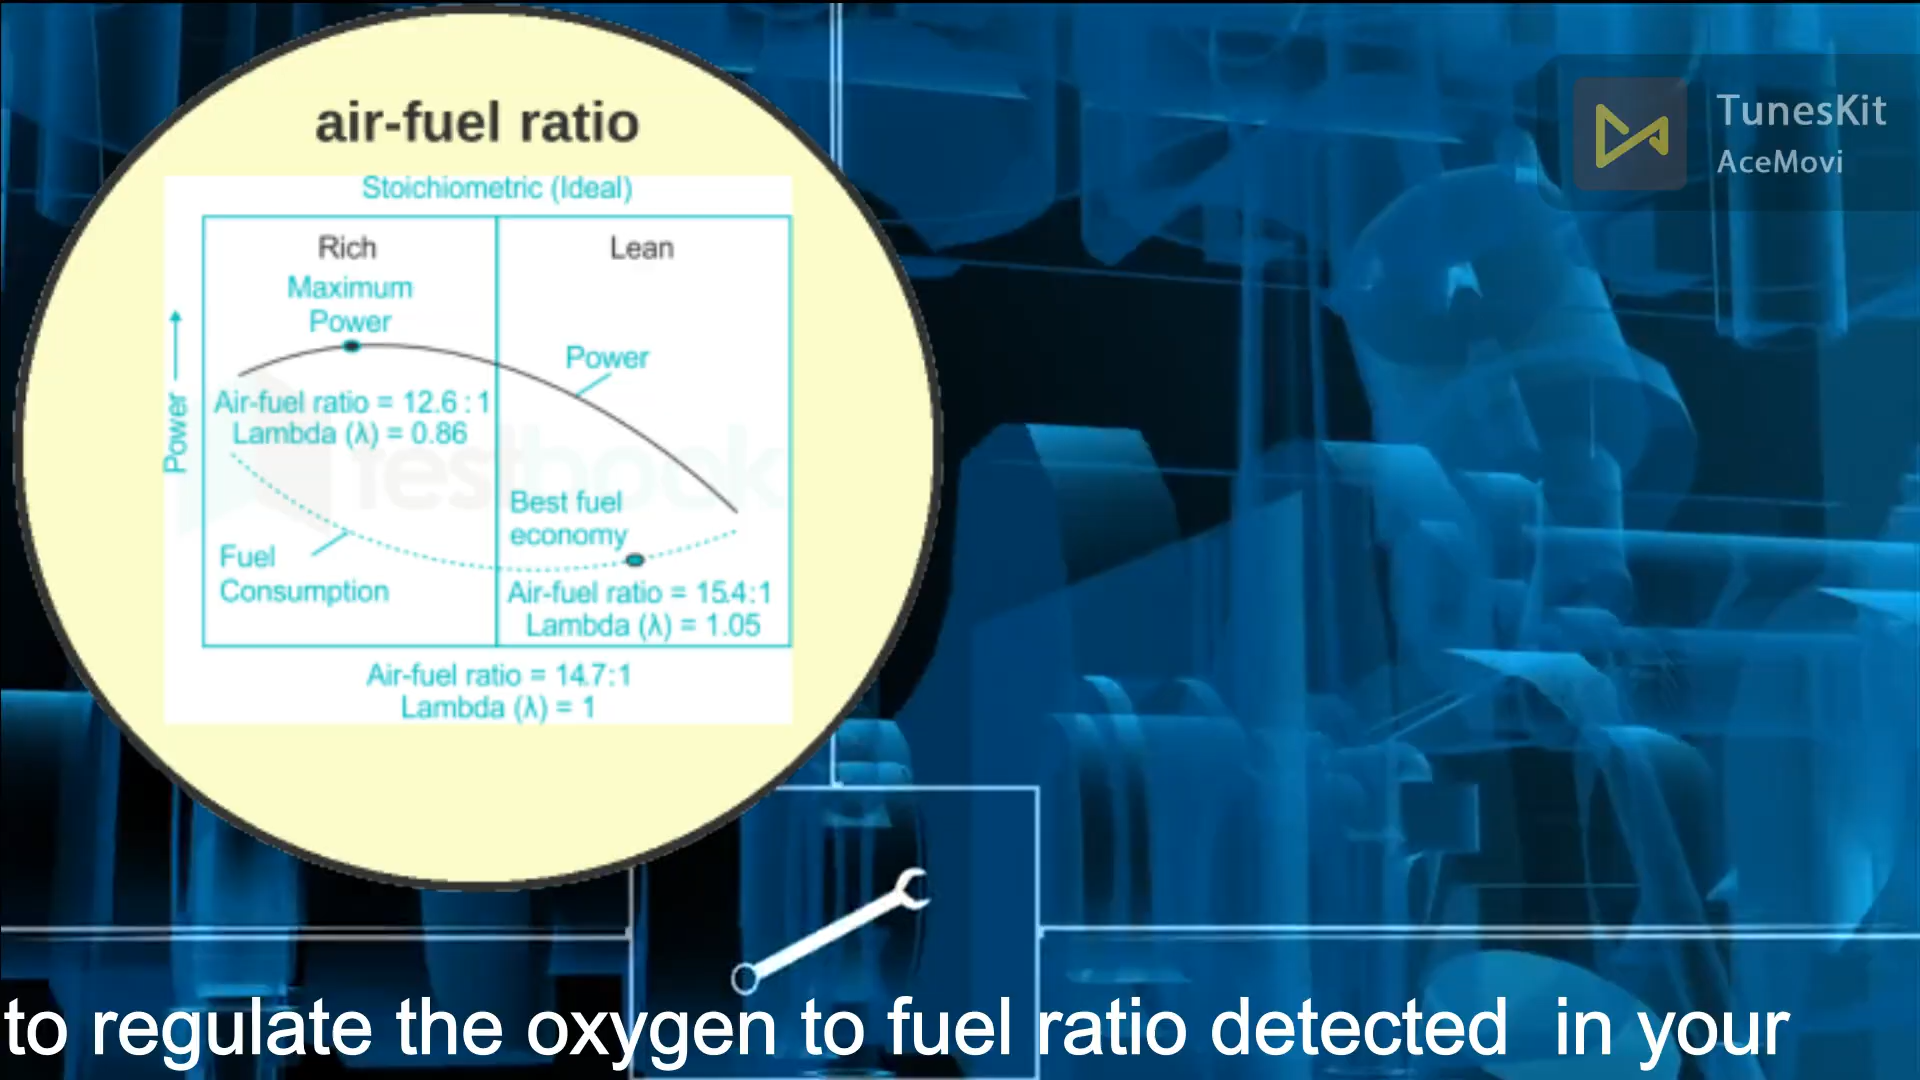 air-fuel ratio
Stoichiometric (Ideal)
Rich
Lean
Maximum
Power
Power
Power
Air-fuel ratio = 12.6 : 1
Lambda (λ) = 0.86
testbook
Best fuel
economy
Fuel
Consumption
Air-fuel ratio = 15.4:1
Lambda (λ) = 1.05
Air-fuel ratio = 14.7:1
Lambda (λ) = 1
TunesKit
AceMovi
to regulate the oxygen to fuel ratio detected  in your